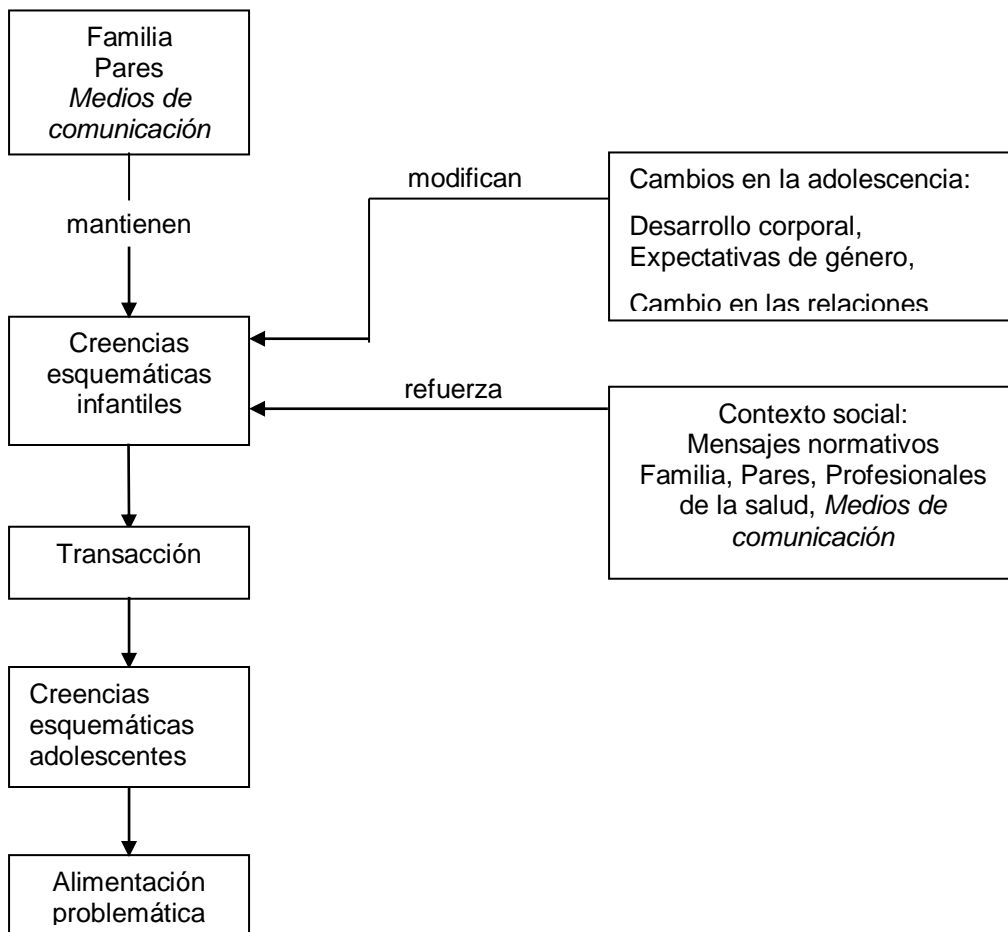 Familia
Pares
Medios de
comunicación
mantienen
modifican
Cambios en la adolescencia:
Desarrollo corporal,
Expectativas de género,
Cambio en las relaciones
Creencias
esquemáticas
infantiles
refuerza
Contexto social:
Mensajes normativos
Familia, Pares, Profesionales
de la salud, Medios de
comunicación
Transacción
Creencias
esquemáticas
adolescentes
Alimentación
problemática